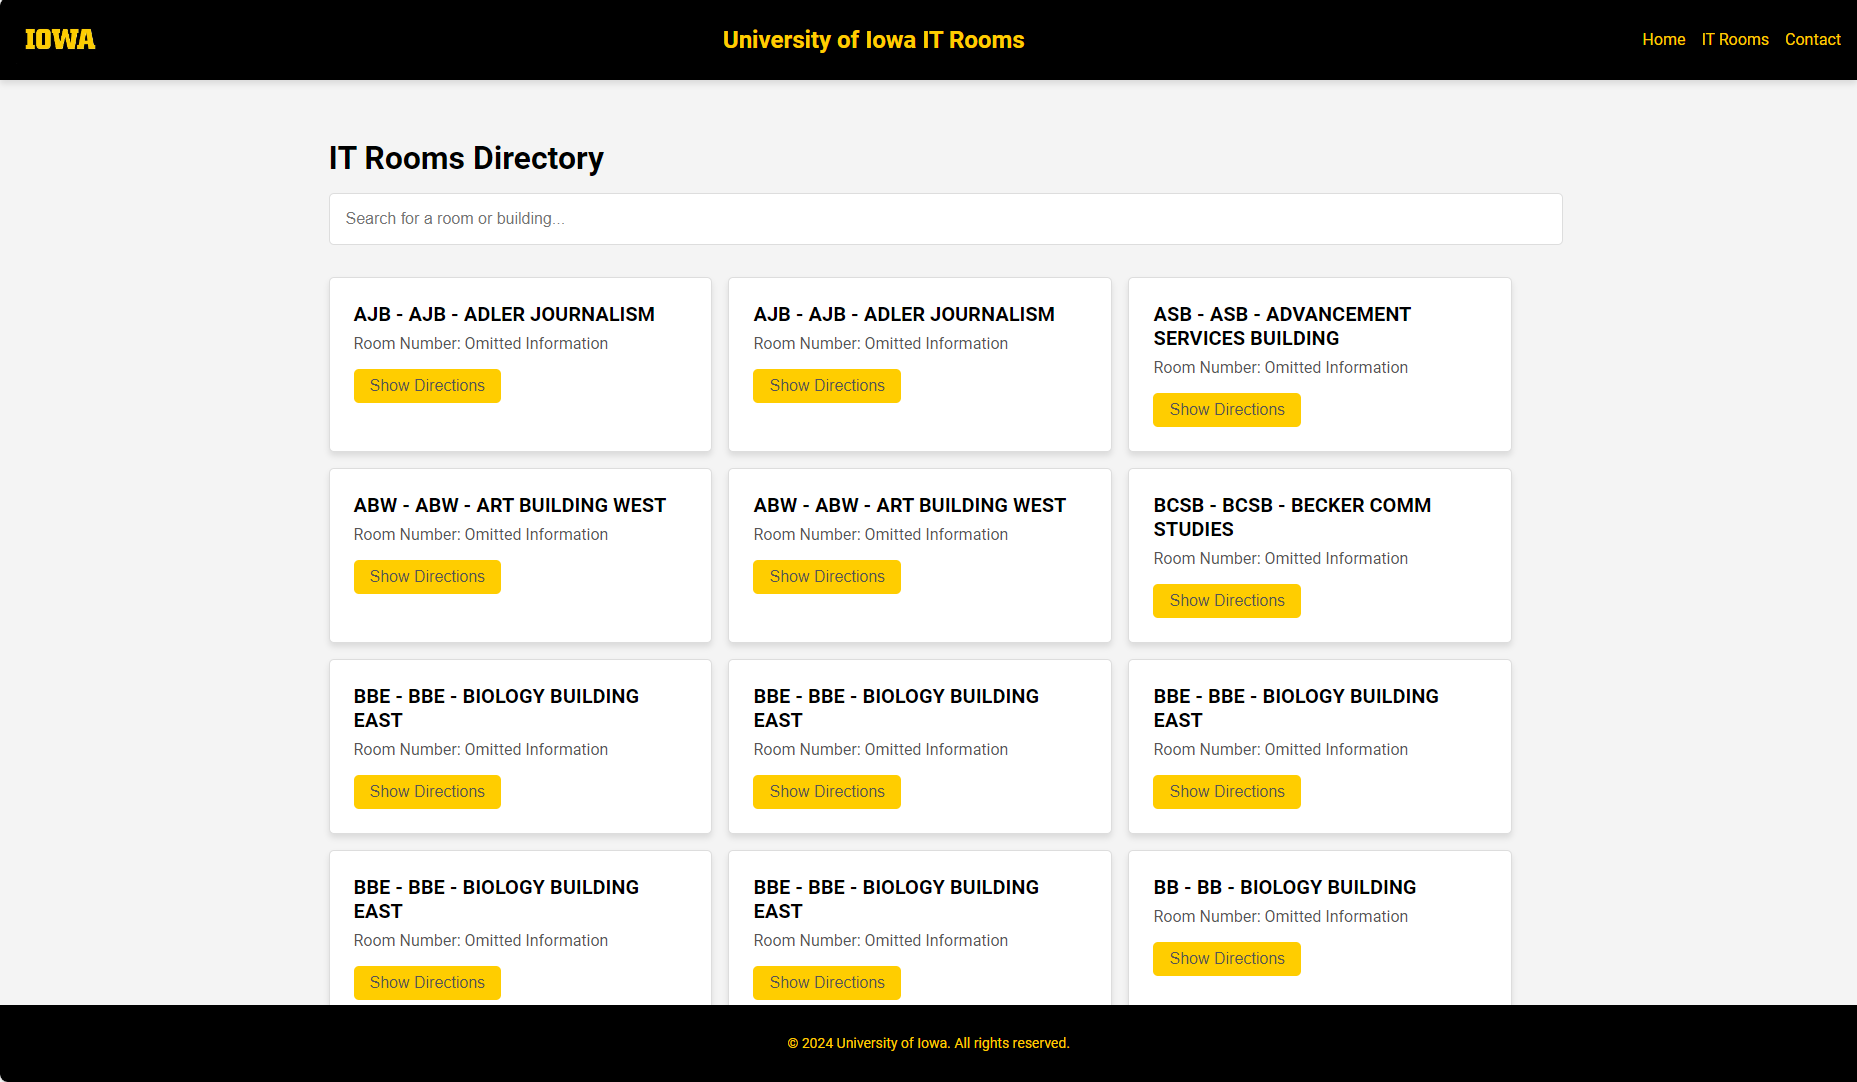 IOWA
University of Iowa IT Rooms
Home IT Rooms Contact
IT Rooms Directory
Search for a room or building...
AJB - AJB - ADLER JOURNALISM
Room Number: Omitted Information
Show Directions
AJB - AJB - ADLER JOURNALISM
Room Number: Omitted Information
Show Directions
ASB - ASB - ADVANCEMENT
SERVICES BUILDING
Room Number: Omitted Information
Show Directions
ABW - ABW - ART BUILDING WEST
Room Number: Omitted Information
Show Directions
ABW - ABW - ART BUILDING WEST
Room Number: Omitted Information
Show Directions
BCSB - BCSB - BECKER COMM
STUDIES
Room Number: Omitted Information
Show Directions
BBE - BBE - BIOLOGY BUILDING
EAST
Room Number: Omitted Information
Show Directions
BBE - BBE - BIOLOGY BUILDING
EAST
Room Number: Omitted Information
Show Directions
BBE - BBE - BIOLOGY BUILDING
EAST
Room Number: Omitted Information
Show Directions
BBE - BBE - BIOLOGY BUILDING
EAST
Room Number: Omitted Information
Show Directions
BBE - BBE - BIOLOGY BUILDING
EAST
Room Number: Omitted Information
Show Directions
BB - BB - BIOLOGY BUILDING
Room Number: Omitted Information
Show Directions
© 2024 University of Iowa. All rights reserved.